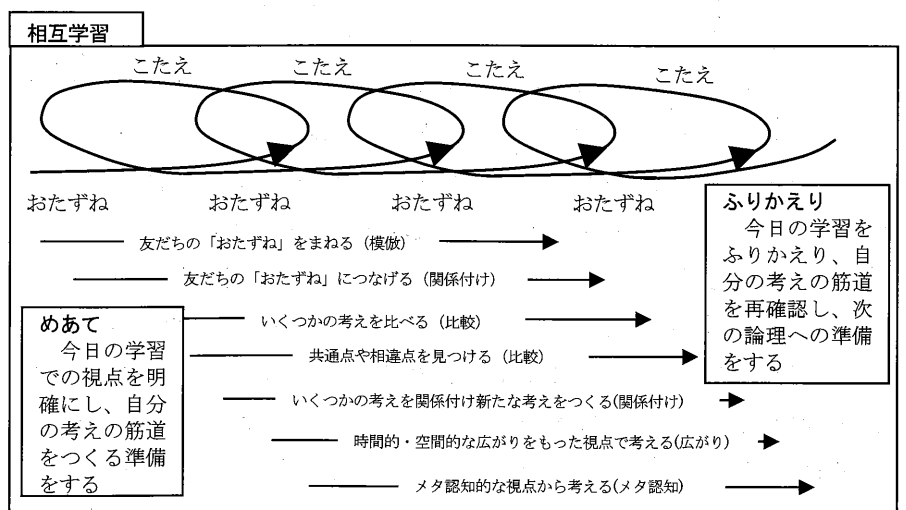 相互学習
こたえ
こたえ
こたえ
こたえ
おたずね
おたずね
おたずね
おたずね
友だちの「おたずね」をまねる（模倣）
友だちの「おたずね」につなげる（関係付け）
いくつかの考えを比べる（比較）
共通点や相違点を見つける（比較）
いくつかの考えを関係付け新たな考えをつくる(関係付け)
時間的・空間的な広がりをもった視点で考える(広がり)
メタ認知的な視点から考える(メタ認知)
めあて
今日の学習
での視点を明
確にし、自分
の考えの筋道
をつくる準備
をする
ふりかえり
今日の学習を
ふりかえり、自
分の考えの筋道
を再確認し、次
の論理への準備
をする